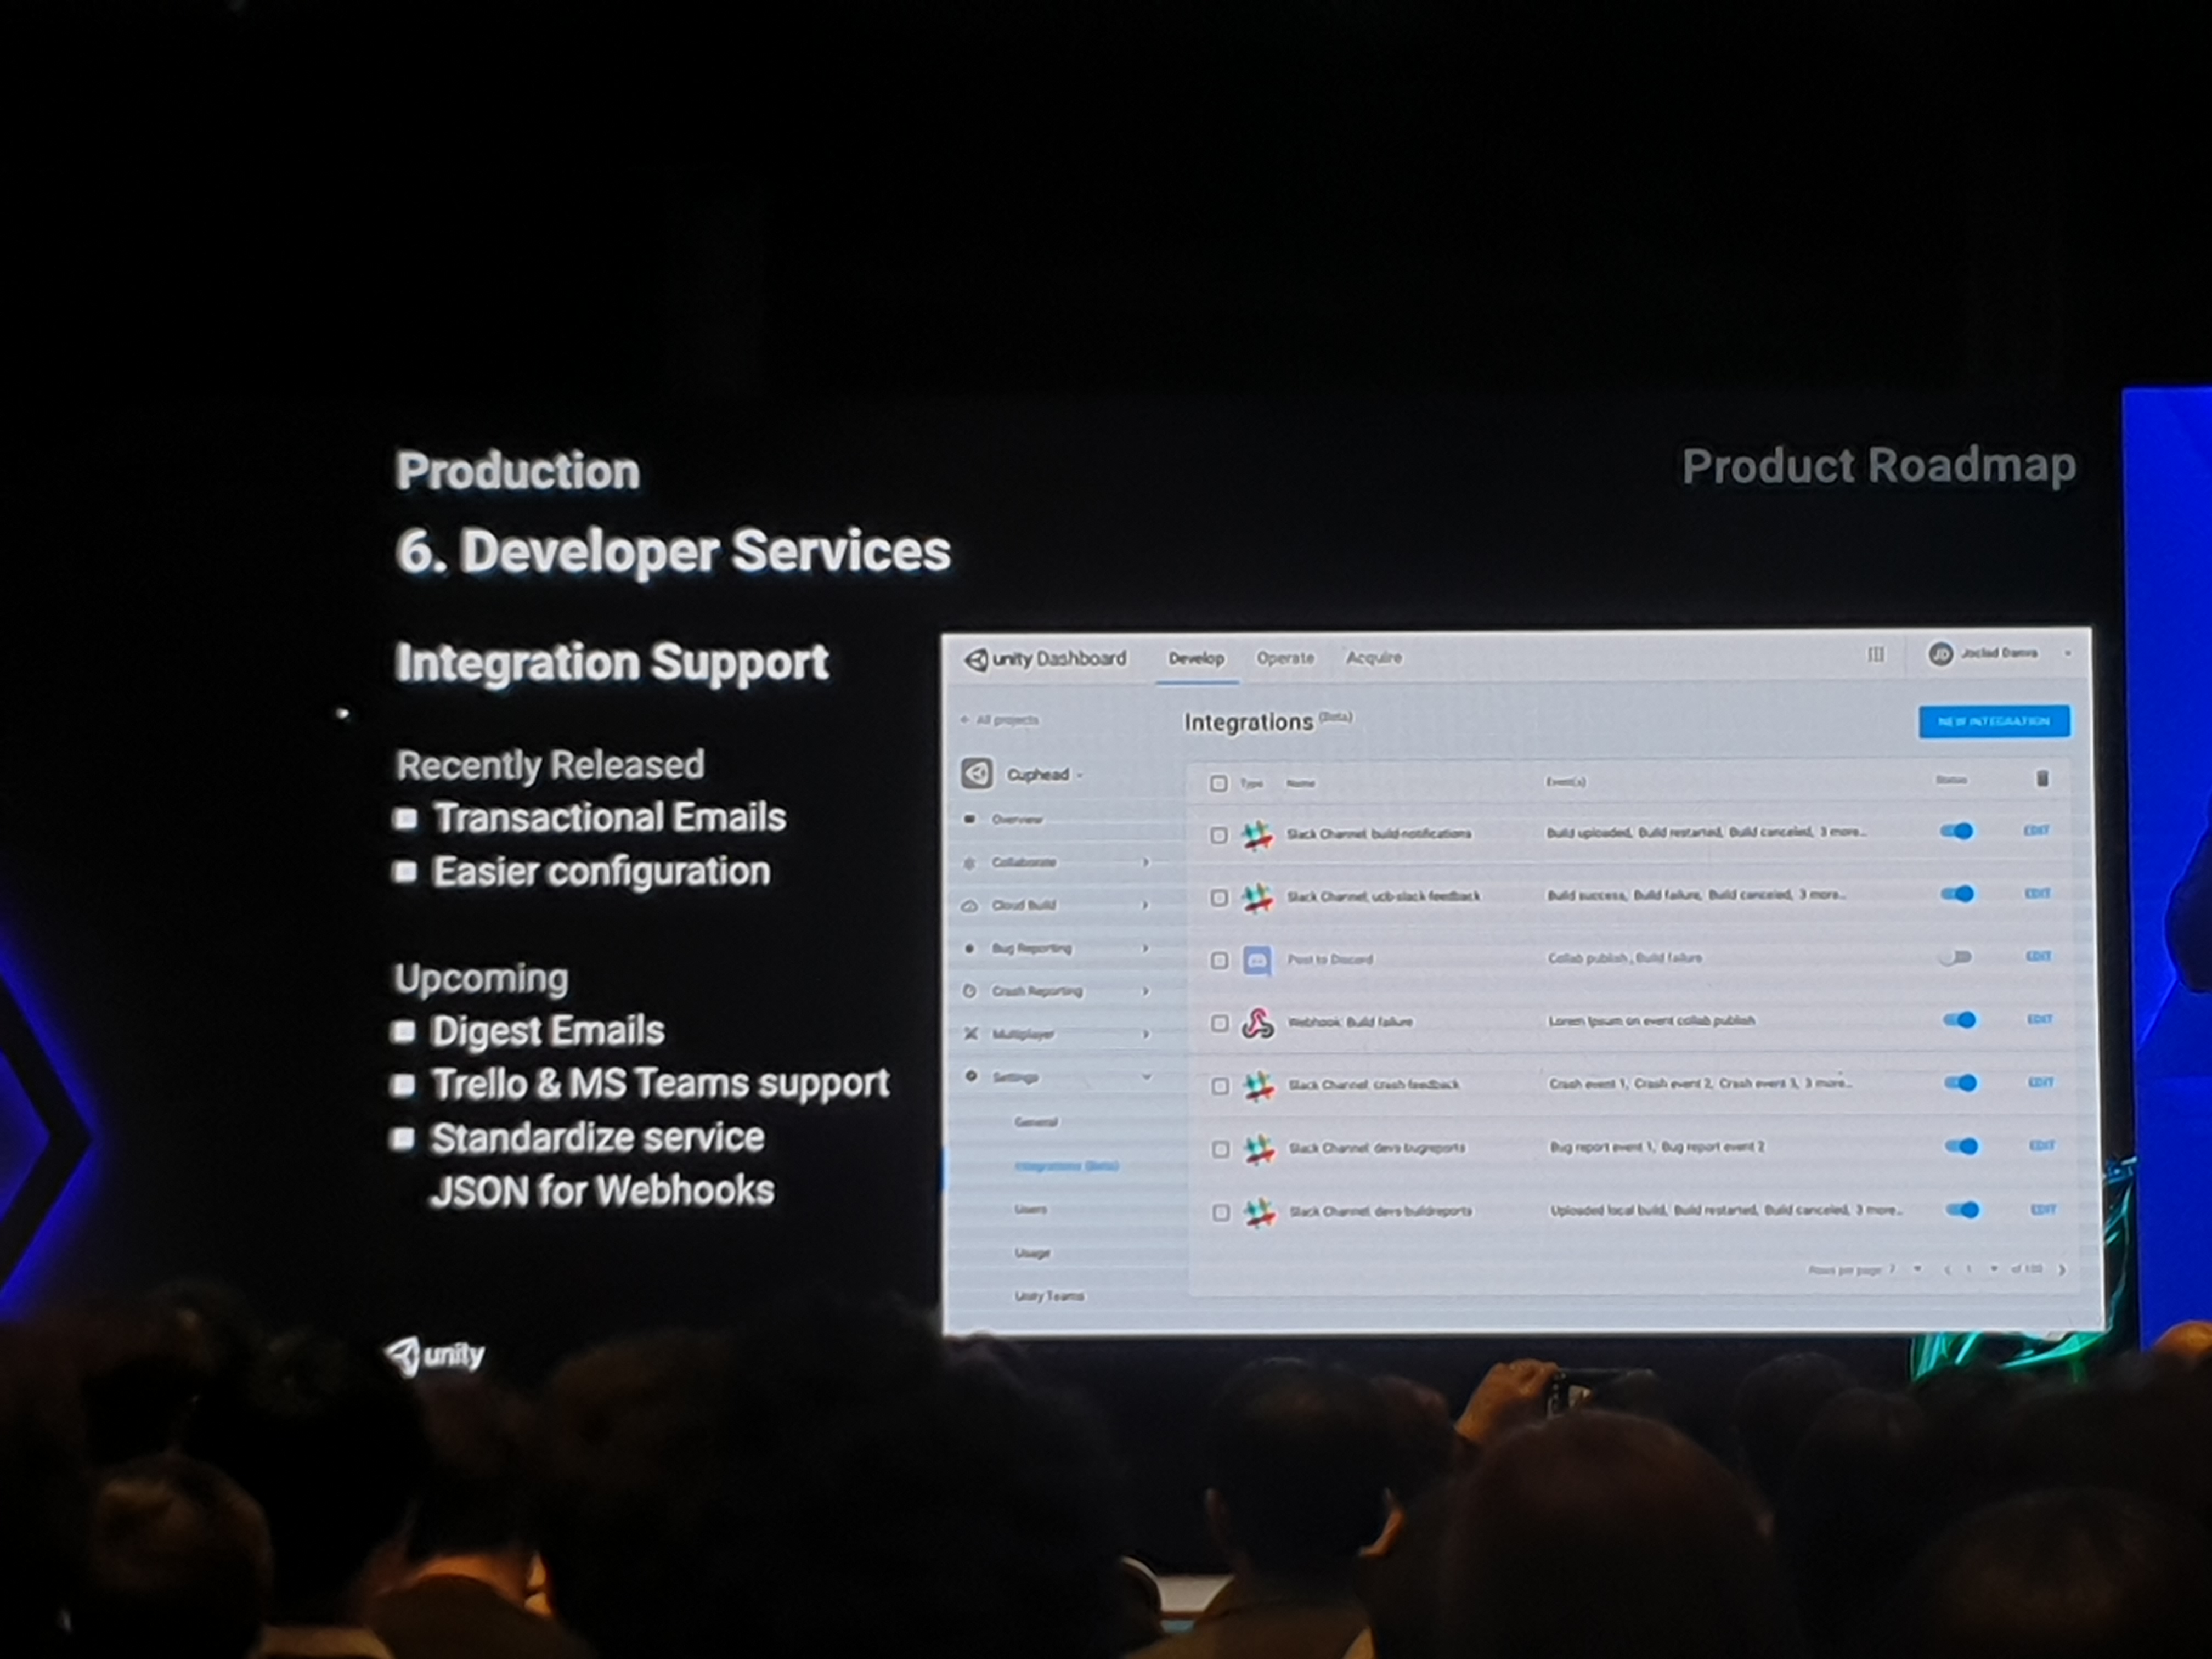 Production
Product Roadmap
6. Developer Services
Integration Support
Recently Released
Transactional Emails
Easier configuration
Upcoming
Digest Emails
Trello & MS Teams support
Standardize service
JSON for Webhooks
unity
unity Dashboard
Develop
Operate
Acquire
JD
All projects
Cuphead
Overview
Collaborate
Cloud Build
Bug Reporting
Crash Reporting
Multiplayer
Settings
General
Integrations (Beta)
Users
Usage
Unity Teams
Integrations (Beta)
NEW INTEGRATION
Type Name Event(s) Status
Slack Channel: build-notifications Build uploaded, Build restarted, Build canceled, 3 more... EDIT
Slack Channel: ucb-slack-feedback Build success, Build failure, Build canceled, 3 more... EDIT
Post to Discord Collab publish, Build failure EDIT
Webhook: Build failure Lorem Ipsum on event collab publish EDIT
Slack Channel: crash-feedback Crash event 1, Crash event 2, Crash event 3, 3 more... EDIT
Slack Channel: devs-bugreports Bug report event 1, Bug report event 2 EDIT
Slack Channel: devs-buildreports Uploaded local build, Build restarted, Build canceled, 3 more... EDIT
Rows per page: 7 1 of 100